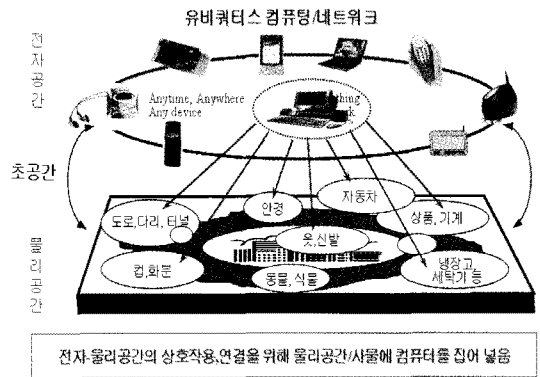 유비쿼터스 컴퓨팅/네트워크
전자공간
Anytime, Anywhere
Any device
초공간
물리공간
도로,다리, 터널
안경
자동차
상품, 기계
옷,신발
컵,화분
동물, 식물
냉장고,
세탁기 등
전자-물리공간의 상호작용,연결을 위해 물리공간/사물에 컴퓨터를 집어 넣음